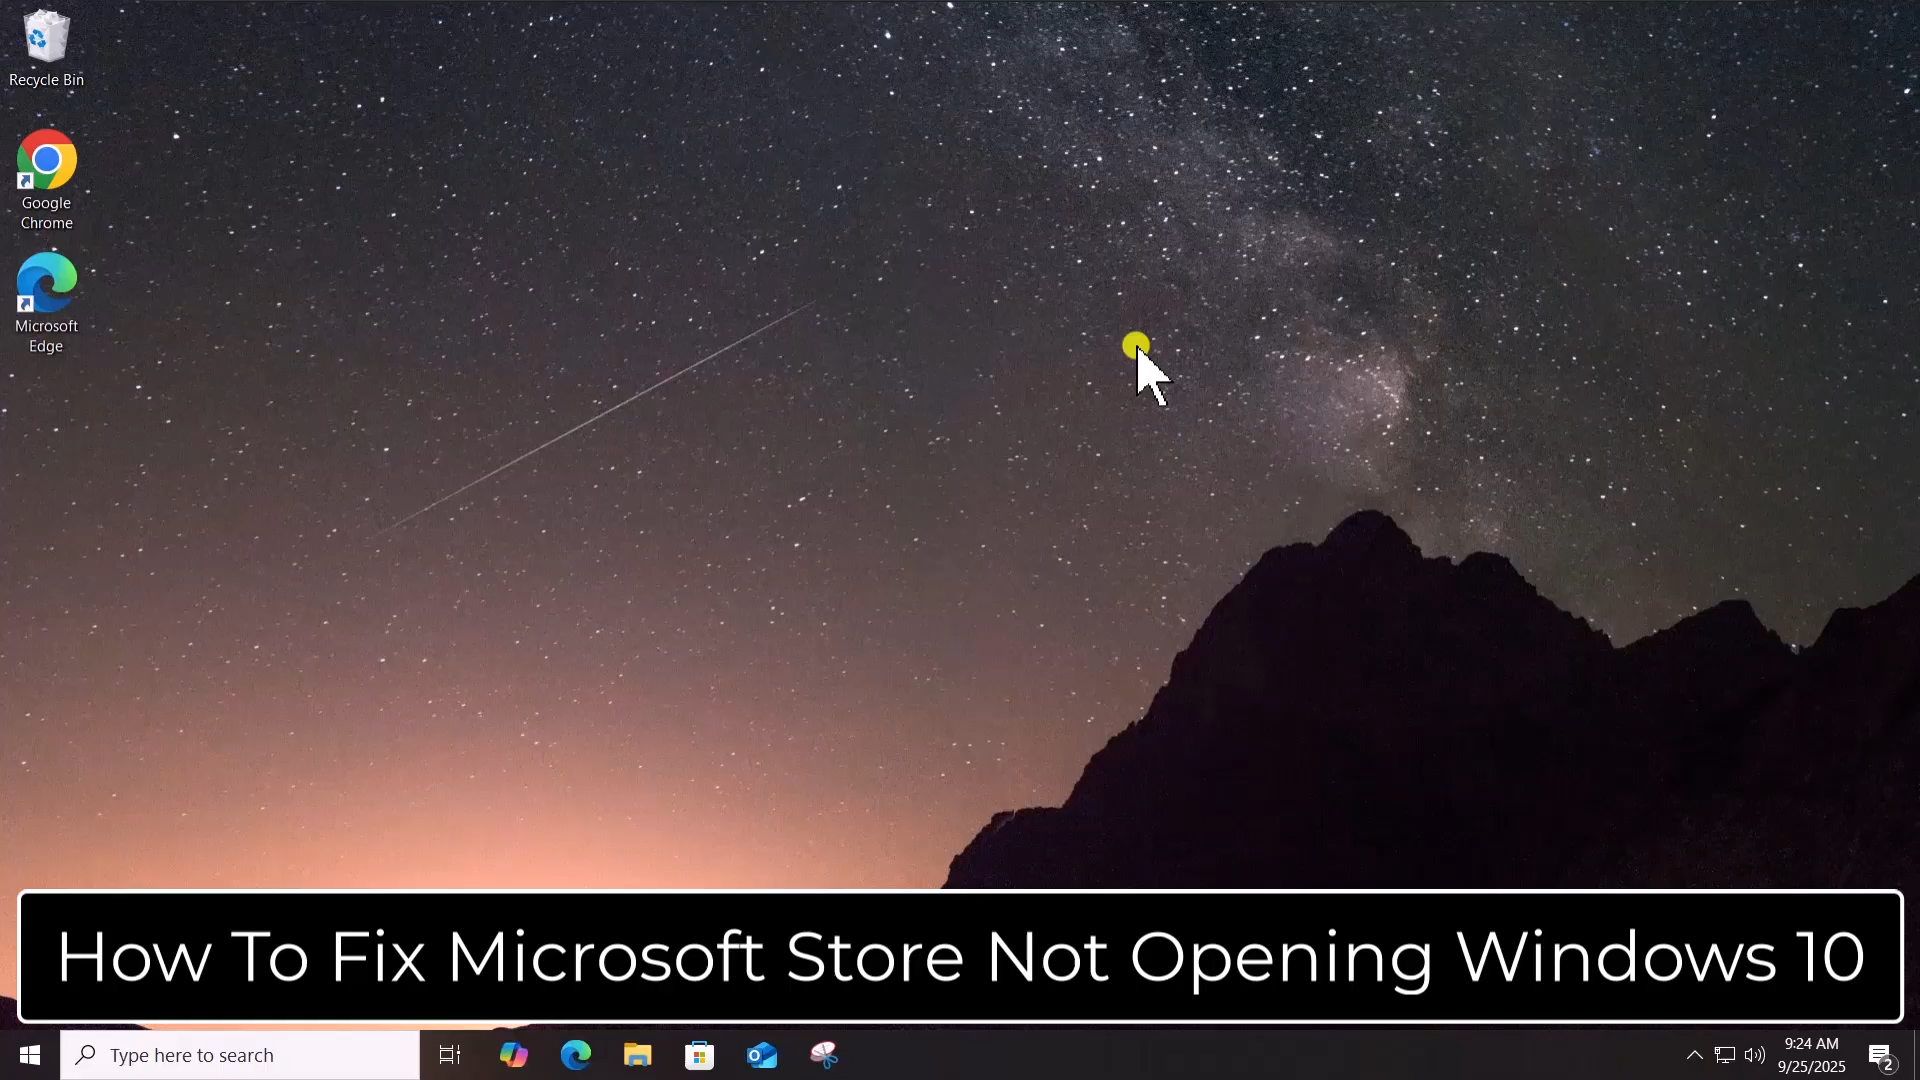 Recycle Bin
Google
Chrome
Microsoft
Edge
How To Fix Microsoft Store Not Opening Windows 10
Type here to search
9:24 AM
9/25/2025
2